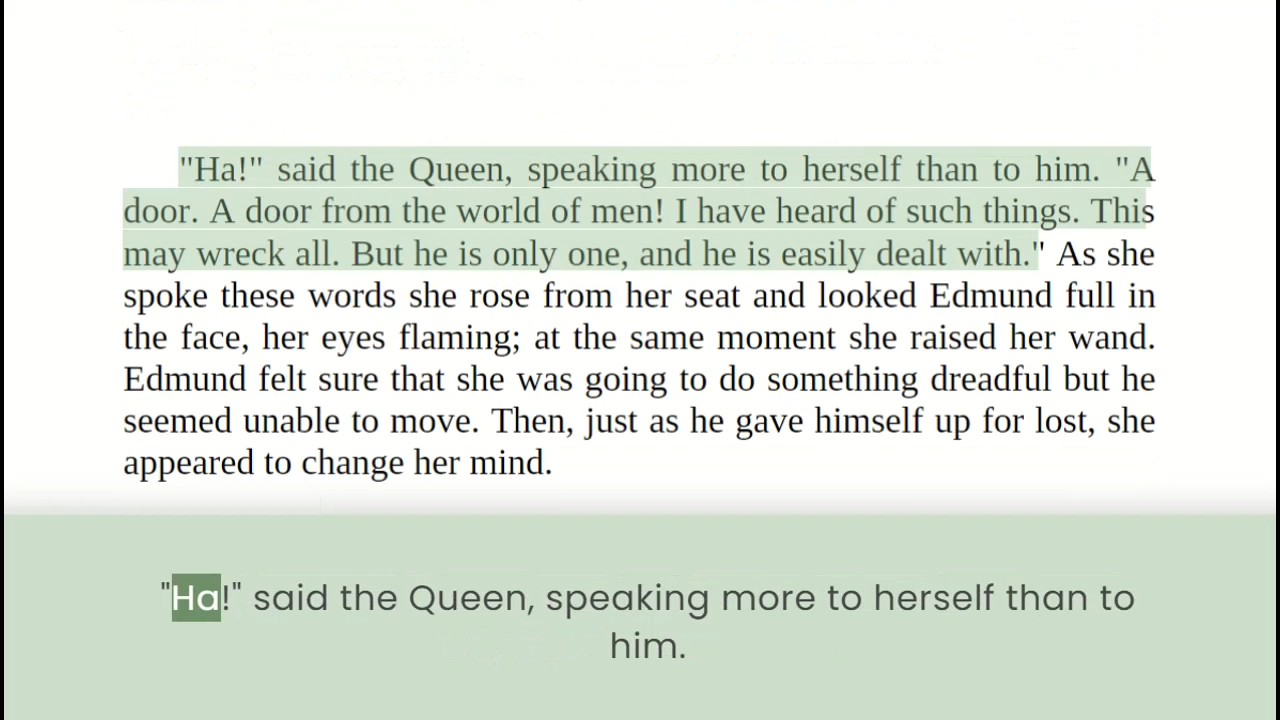 "Ha!" said the Queen, speaking more to herself than to him. "A
door. A door from the world of men! I have heard of such things. This
may wreck all. But he is only one, and he is easily dealt with." As she
spoke these words she rose from her seat and looked Edmund full in
the face, her eyes flaming; at the same moment she raised her wand.
Edmund felt sure that she was going to do something dreadful but he
seemed unable to move. Then, just as he gave himself up for lost, she
appeared to change her mind.
"Ha!" said the Queen, speaking more to herself than to
him.